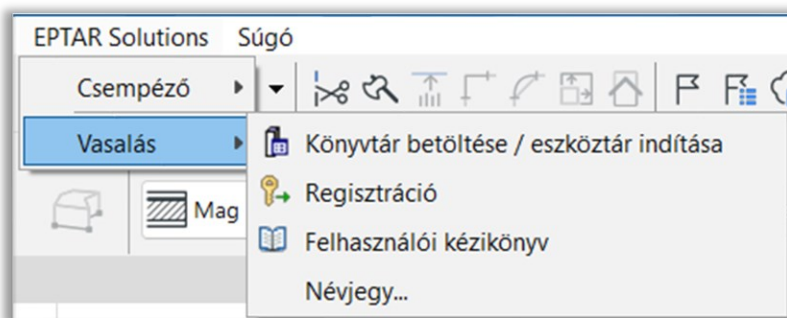 EPTAR Solutions Súgó
Csempéző
Vasalás
Könyvtár betöltése / eszköztár indítása
Regisztráció
Mag
Felhasználói kézikönyv
Névjegy...